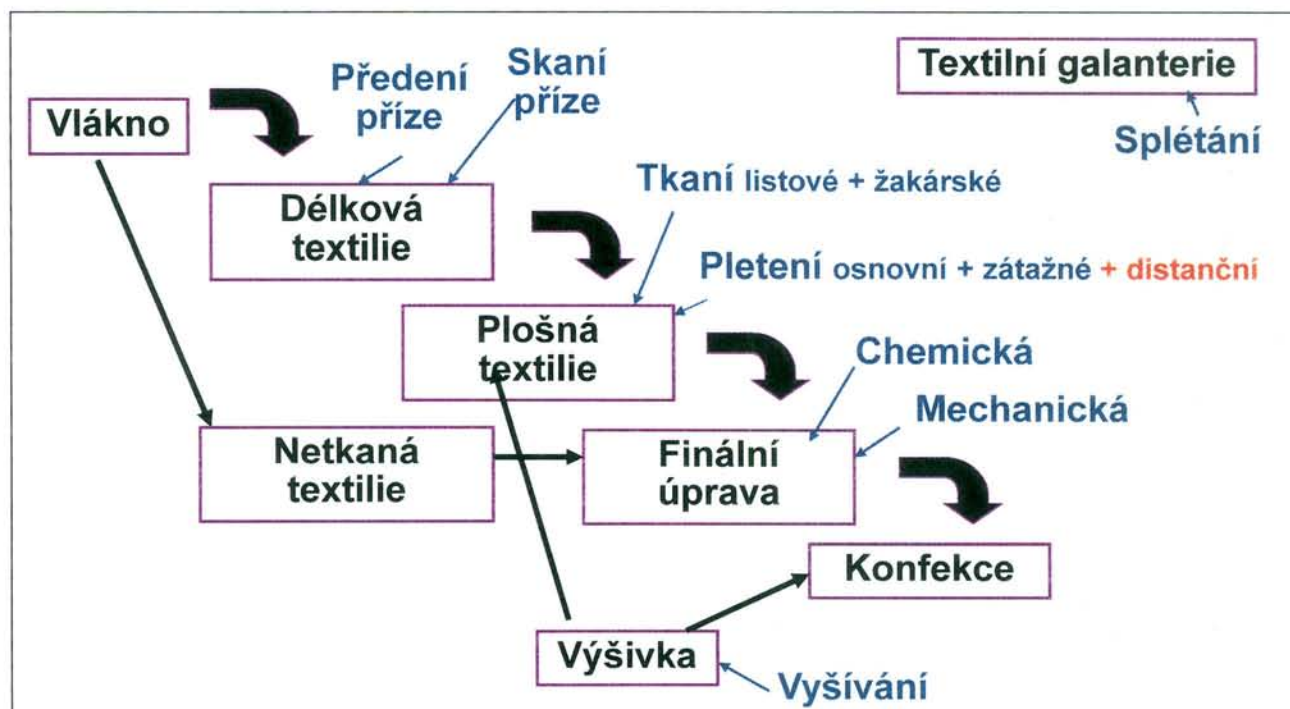 Předení
příze
Skaní
příze
Textilní galanterie
Vlákno
Splétání
Délková
textilie
Tkaní listové + žakárské
Pletení osnovní + zátažné + distanční
Plošná
textilie
Chemická
Mechanická
Netkaná
textilie
Finální
úprava
Konfekce
Výšivka
Vyšívání